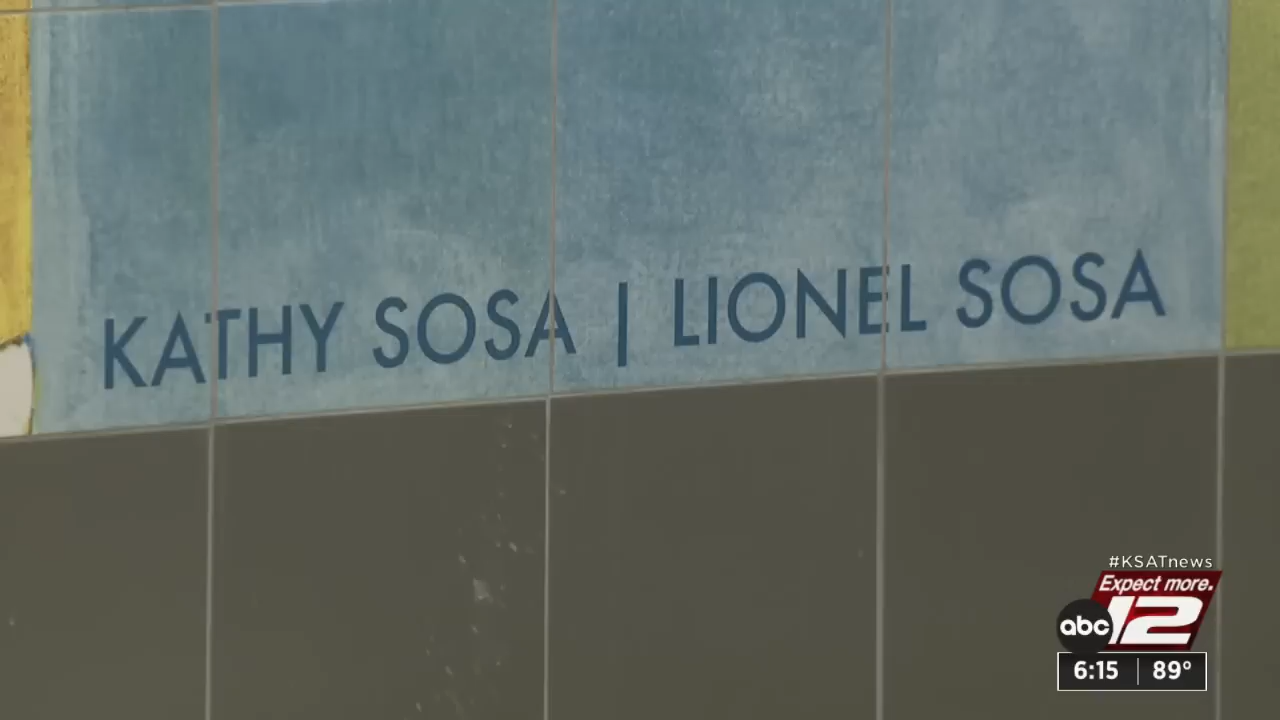 KATHY SOSA | LIONEL SOSA
#KSATnews
Expect more.
abc 12
6:15 | 89°